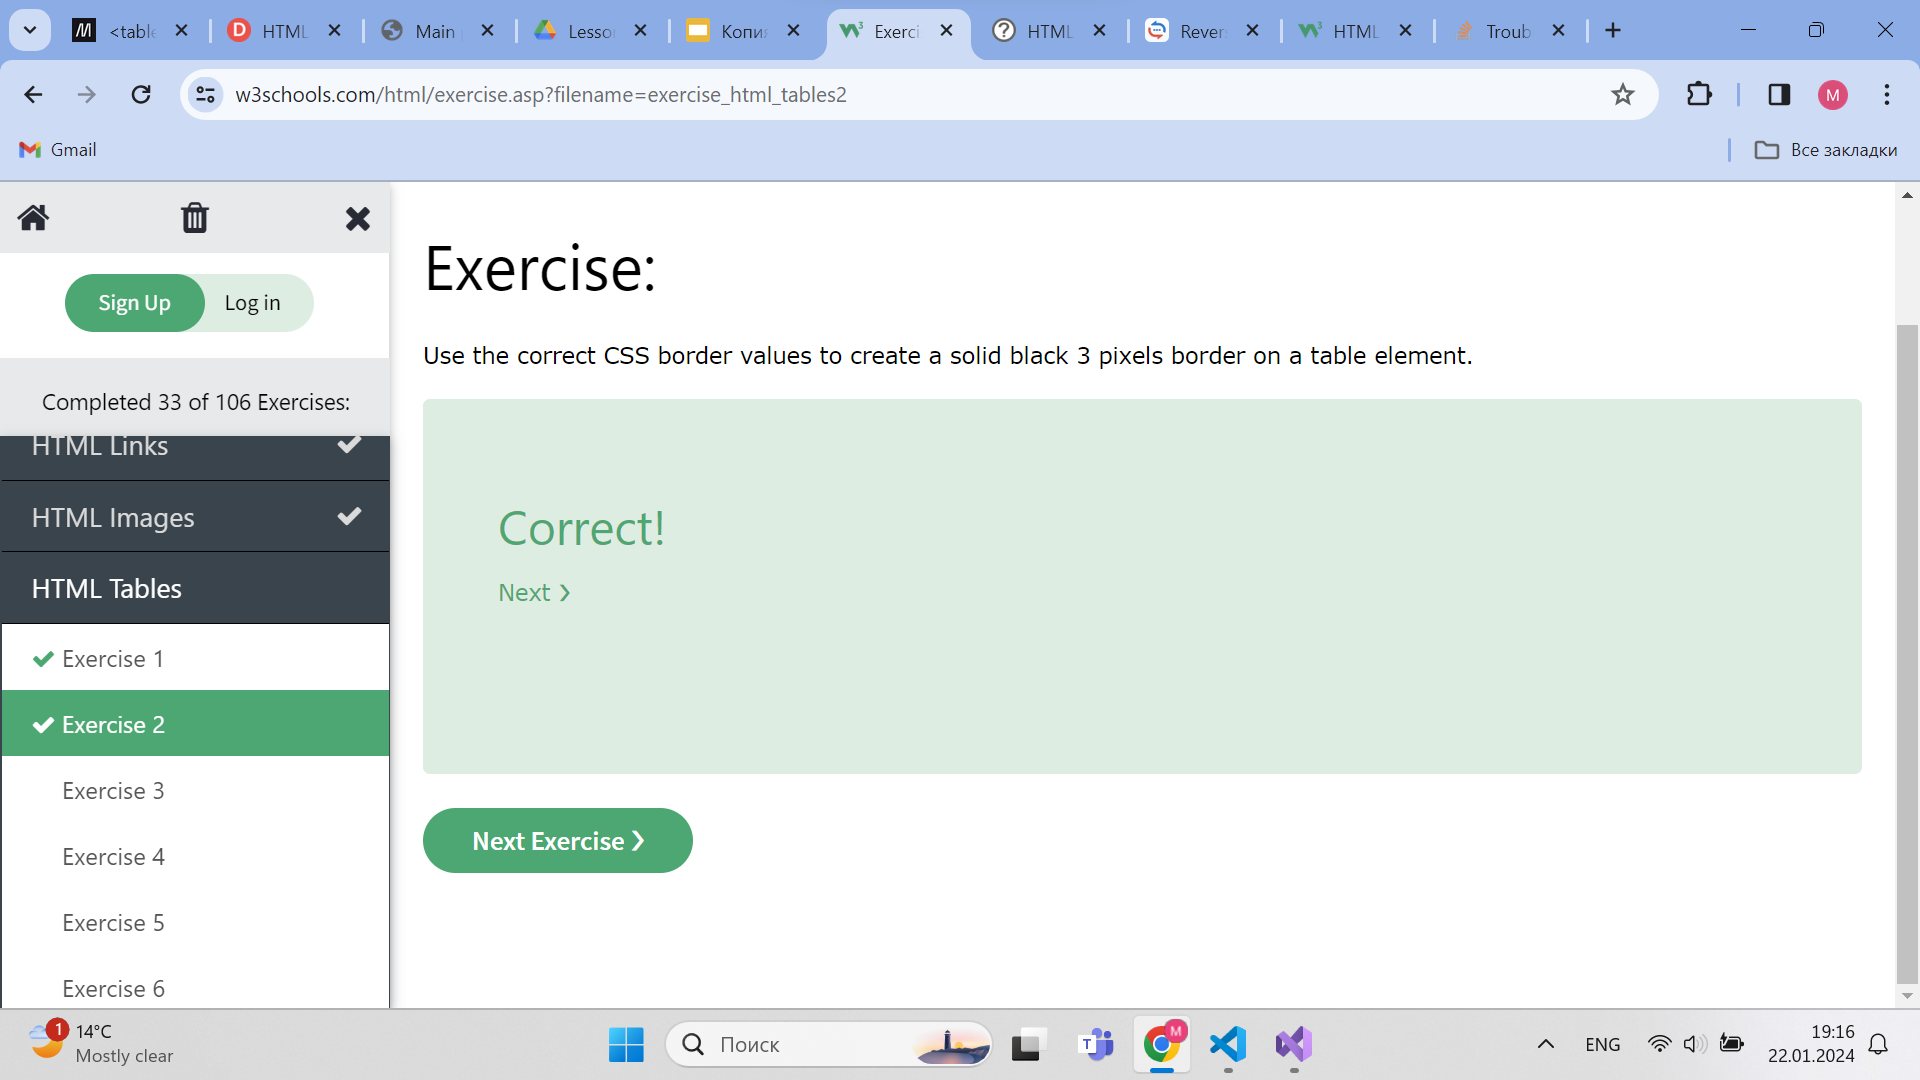 <table
HTML
Main
Lesso
Копи
Exerci
HTML
Rever
HTML
Troub
w3schools.com/html/exercise.asp?filename=exercise_html_tables2
M
Gmail
Все закладки
Sign Up
Log in
Completed 33 of 106 Exercises:
HTML Links
HTML Images
HTML Tables
Exercise 1
Exercise 2
Exercise 3
Exercise 4
Exercise 5
Exercise 6
Exercise:
Use the correct CSS border values to create a solid black 3 pixels border on a table element.
Correct!
Next ❯
Next Exercise ❯
1
14°C
Mostly clear
Поиск
M
ENG
19:16
22.01.2024